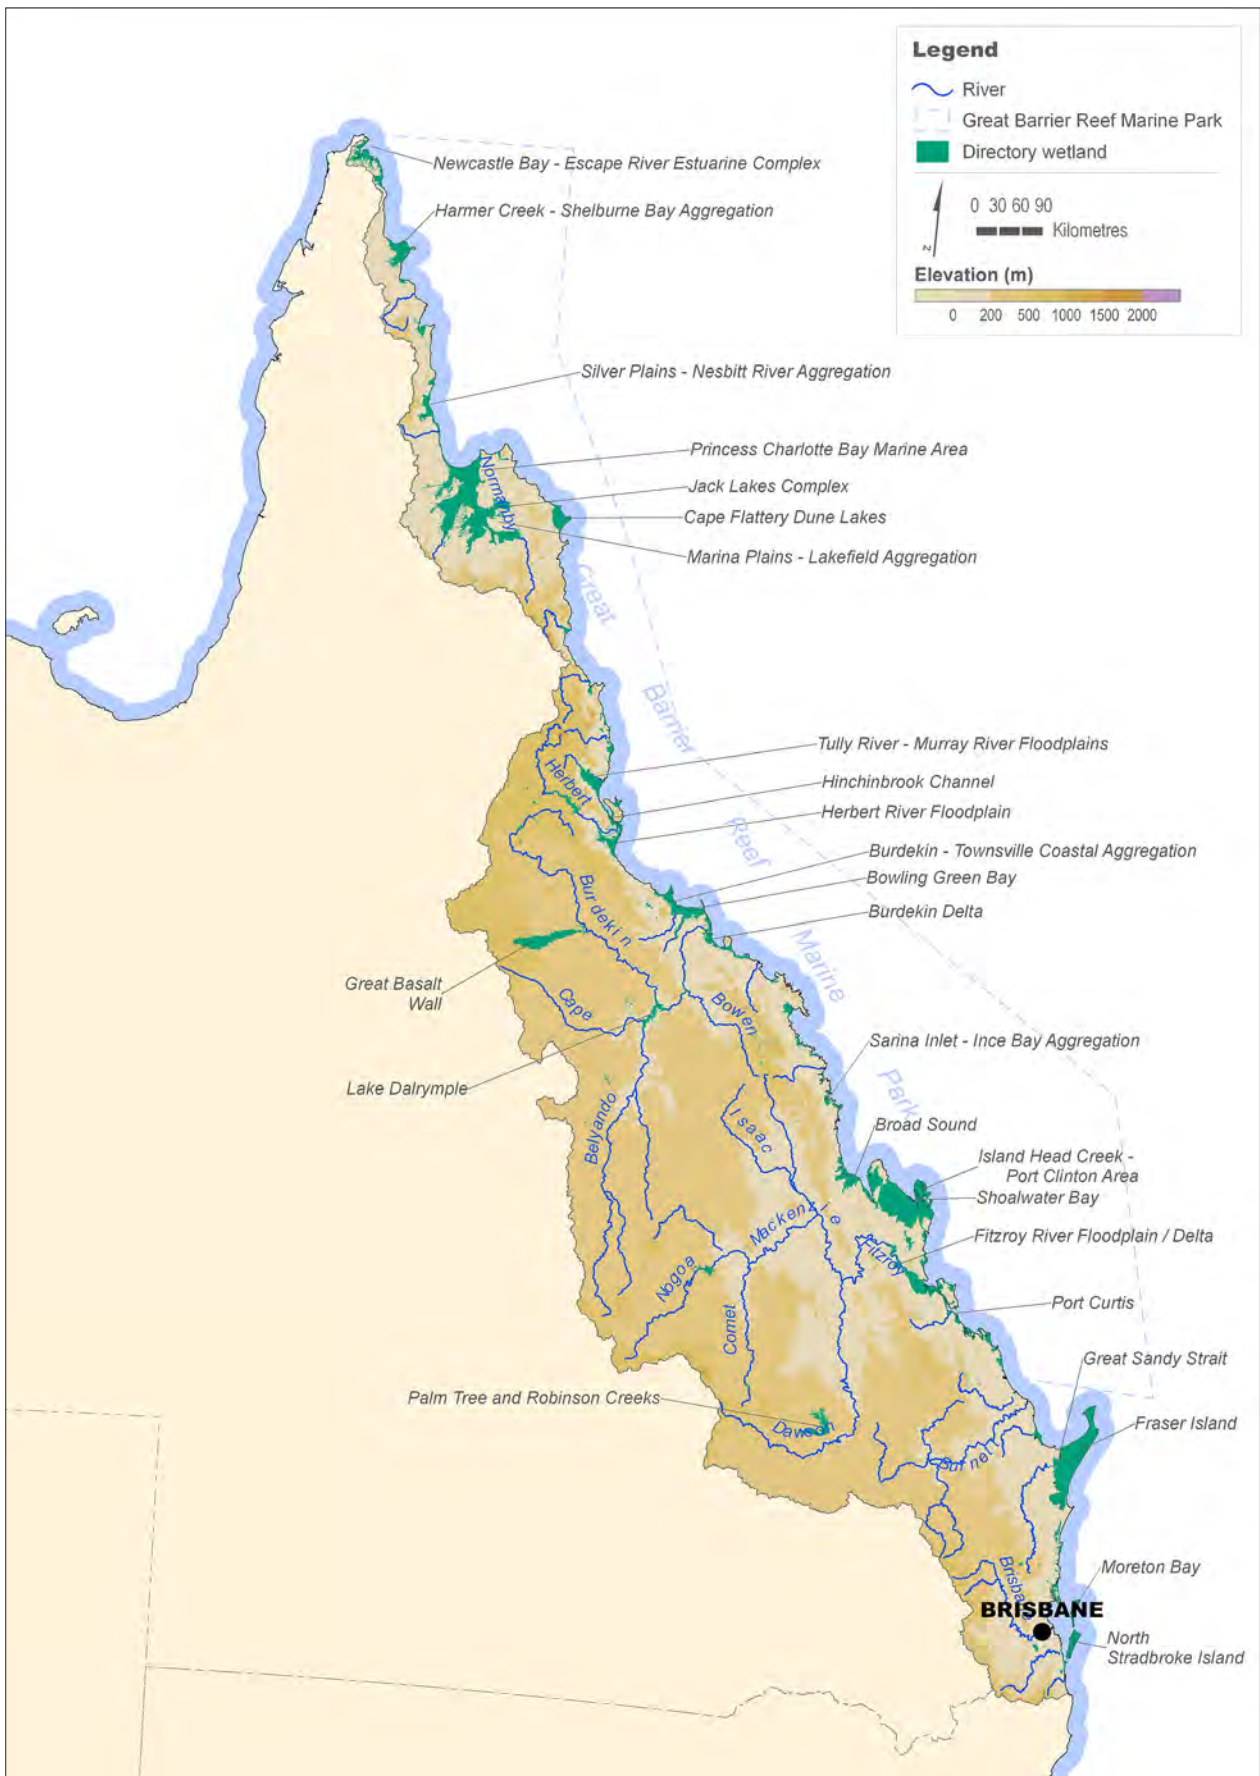 Legend
River
Great Barrier Reef Marine Park
Directory wetland
0 30 60 90
Kilometres
z
Elevation (m)
0 200 500 1000 1500 2000
Newcastle Bay - Escape River Estuarine Complex
Harmer Creek - Shelburne Bay Aggregation
Silver Plains - Nesbitt River Aggregation
Princess Charlotte Bay Marine Area
Normanby
Jack Lakes Complex
Cape Flattery Dune Lakes
Marina Plains - Lakefield Aggregation
Great
Barrier
Reef
Marine
Park
Tully River - Murray River Floodplains
Herbert
Hinchinbrook Channel
Herbert River Floodplain
Burdekin - Townsville Coastal Aggregation
Bowling Green Bay
Burdekin
Burdekin Delta
Great Basalt
Wall
Cape
Bowen
Sarina Inlet - Ince Bay Aggregation
Lake Dalrymple
Belyando
Isaac
Broad Sound
Island Head Creek -
Port Clinton Area
Shoalwater Bay
Mackenzie
Fitzroy
Fitzroy River Floodplain / Delta
Nogoa
Comet
Port Curtis
Great Sandy Strait
Palm Tree and Robinson Creeks
Dawson
Fraser Island
Burnett
Moreton Bay
Brisbane
BRISBANE
North
Stradbroke Island